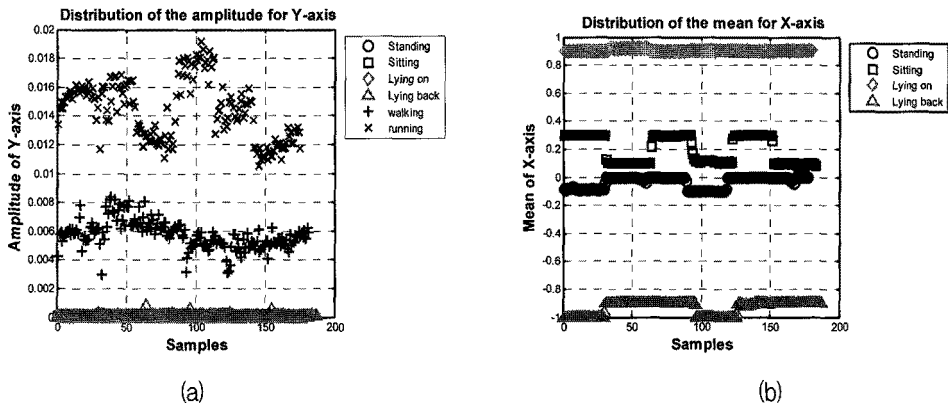 Distribution of the amplitude for Y-axis
0.02
0.018
0.016
0.014
0.012
0.01
0.008
0.006
0.004
0.002
0
0 50 100 150 200
Amplitude of Y-axis
Samples
Standing
Sitting
Lying on
Lying back
walking
running
(a)
Distribution of the mean for X-axis
1
0.8
0.6
0.4
0.2
0
-0.2
-0.4
-0.6
-0.8
-1
0 50 100 150 200
Mean of X-axis
Samples
Standing
Sitting
Lying on
Lying back
(b)